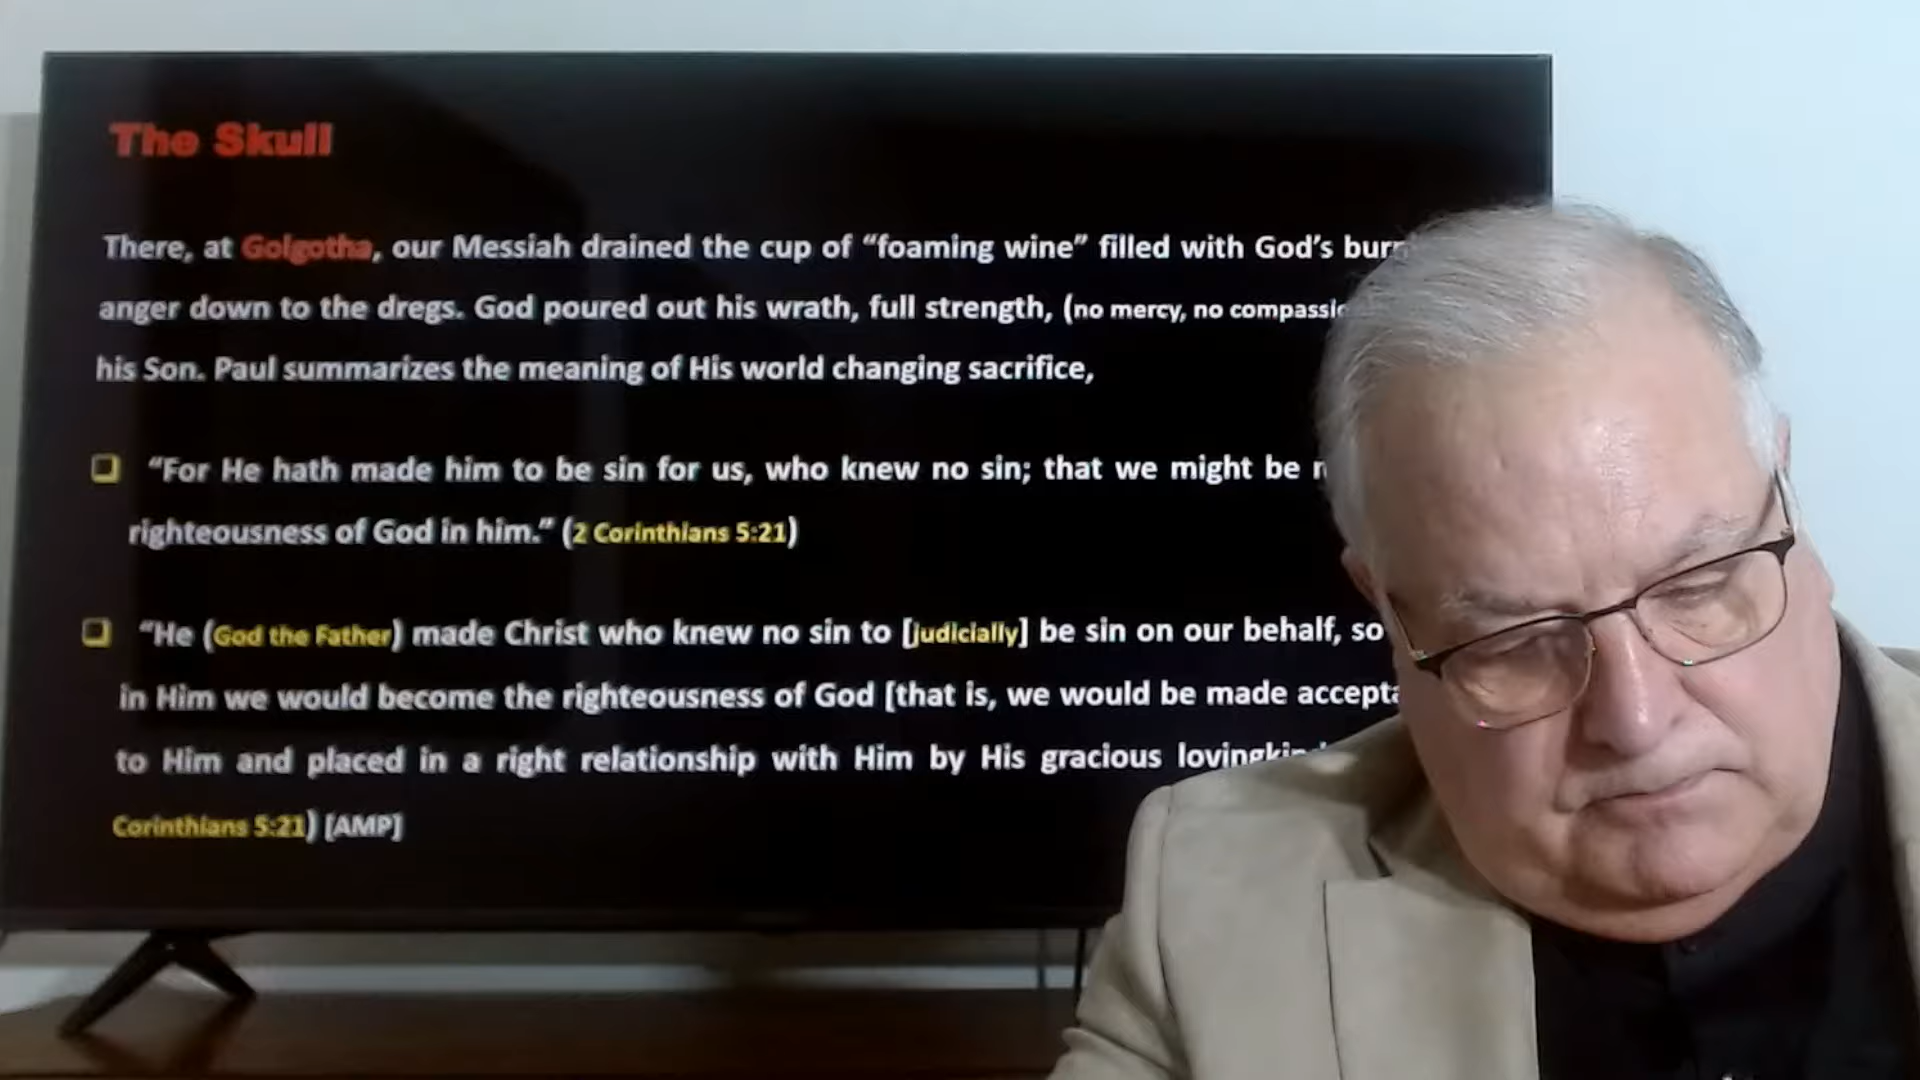 The Skull
There, at Golgotha, our Messiah drained the cup of “foaming wine” filled with God’s
anger down to the dregs. God poured out his wrath, full strength, (no mercy, no
his Son. Paul summarizes the meaning of His world changing sacrifice,
“For He hath made him to be sin for us, who knew no sin; that we might be
righteousness of God in him.” (2 Corinthians 5:21)
“He (God the Father) made Christ who knew no sin to [judicially] be sin on our behalf, so
in Him we would become the righteousness of God [that is, we would be made
to Him and placed in a right relationship with Him by His gracious
Corinthians 5:21) [AMP]